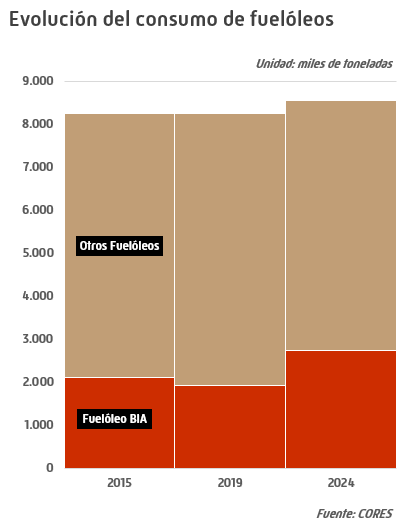 Evolución del consumo de fuelóleos
Unidad: miles de toneladas
9.000
8.000
7.000
6.000
5.000
4.000
3.000
2.000
1.000
0
Otros Fuelóleos
Fuelóleo BIA
2015
2019
2024
Fuente: CORES